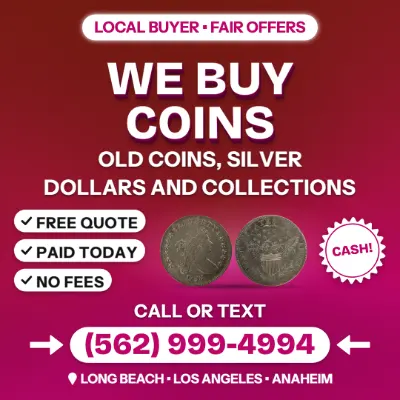 LOCAL BUYER • FAIR OFFERS
WE BUY
COINS
OLD COINS, SILVER
DOLLARS AND COLLECTIONS
FREE QUOTE
PAID TODAY
NO FEES
CASH!
CALL OR TEXT
(562) 999-4994
LONG BEACH • LOS ANGELES • ANAHEIM